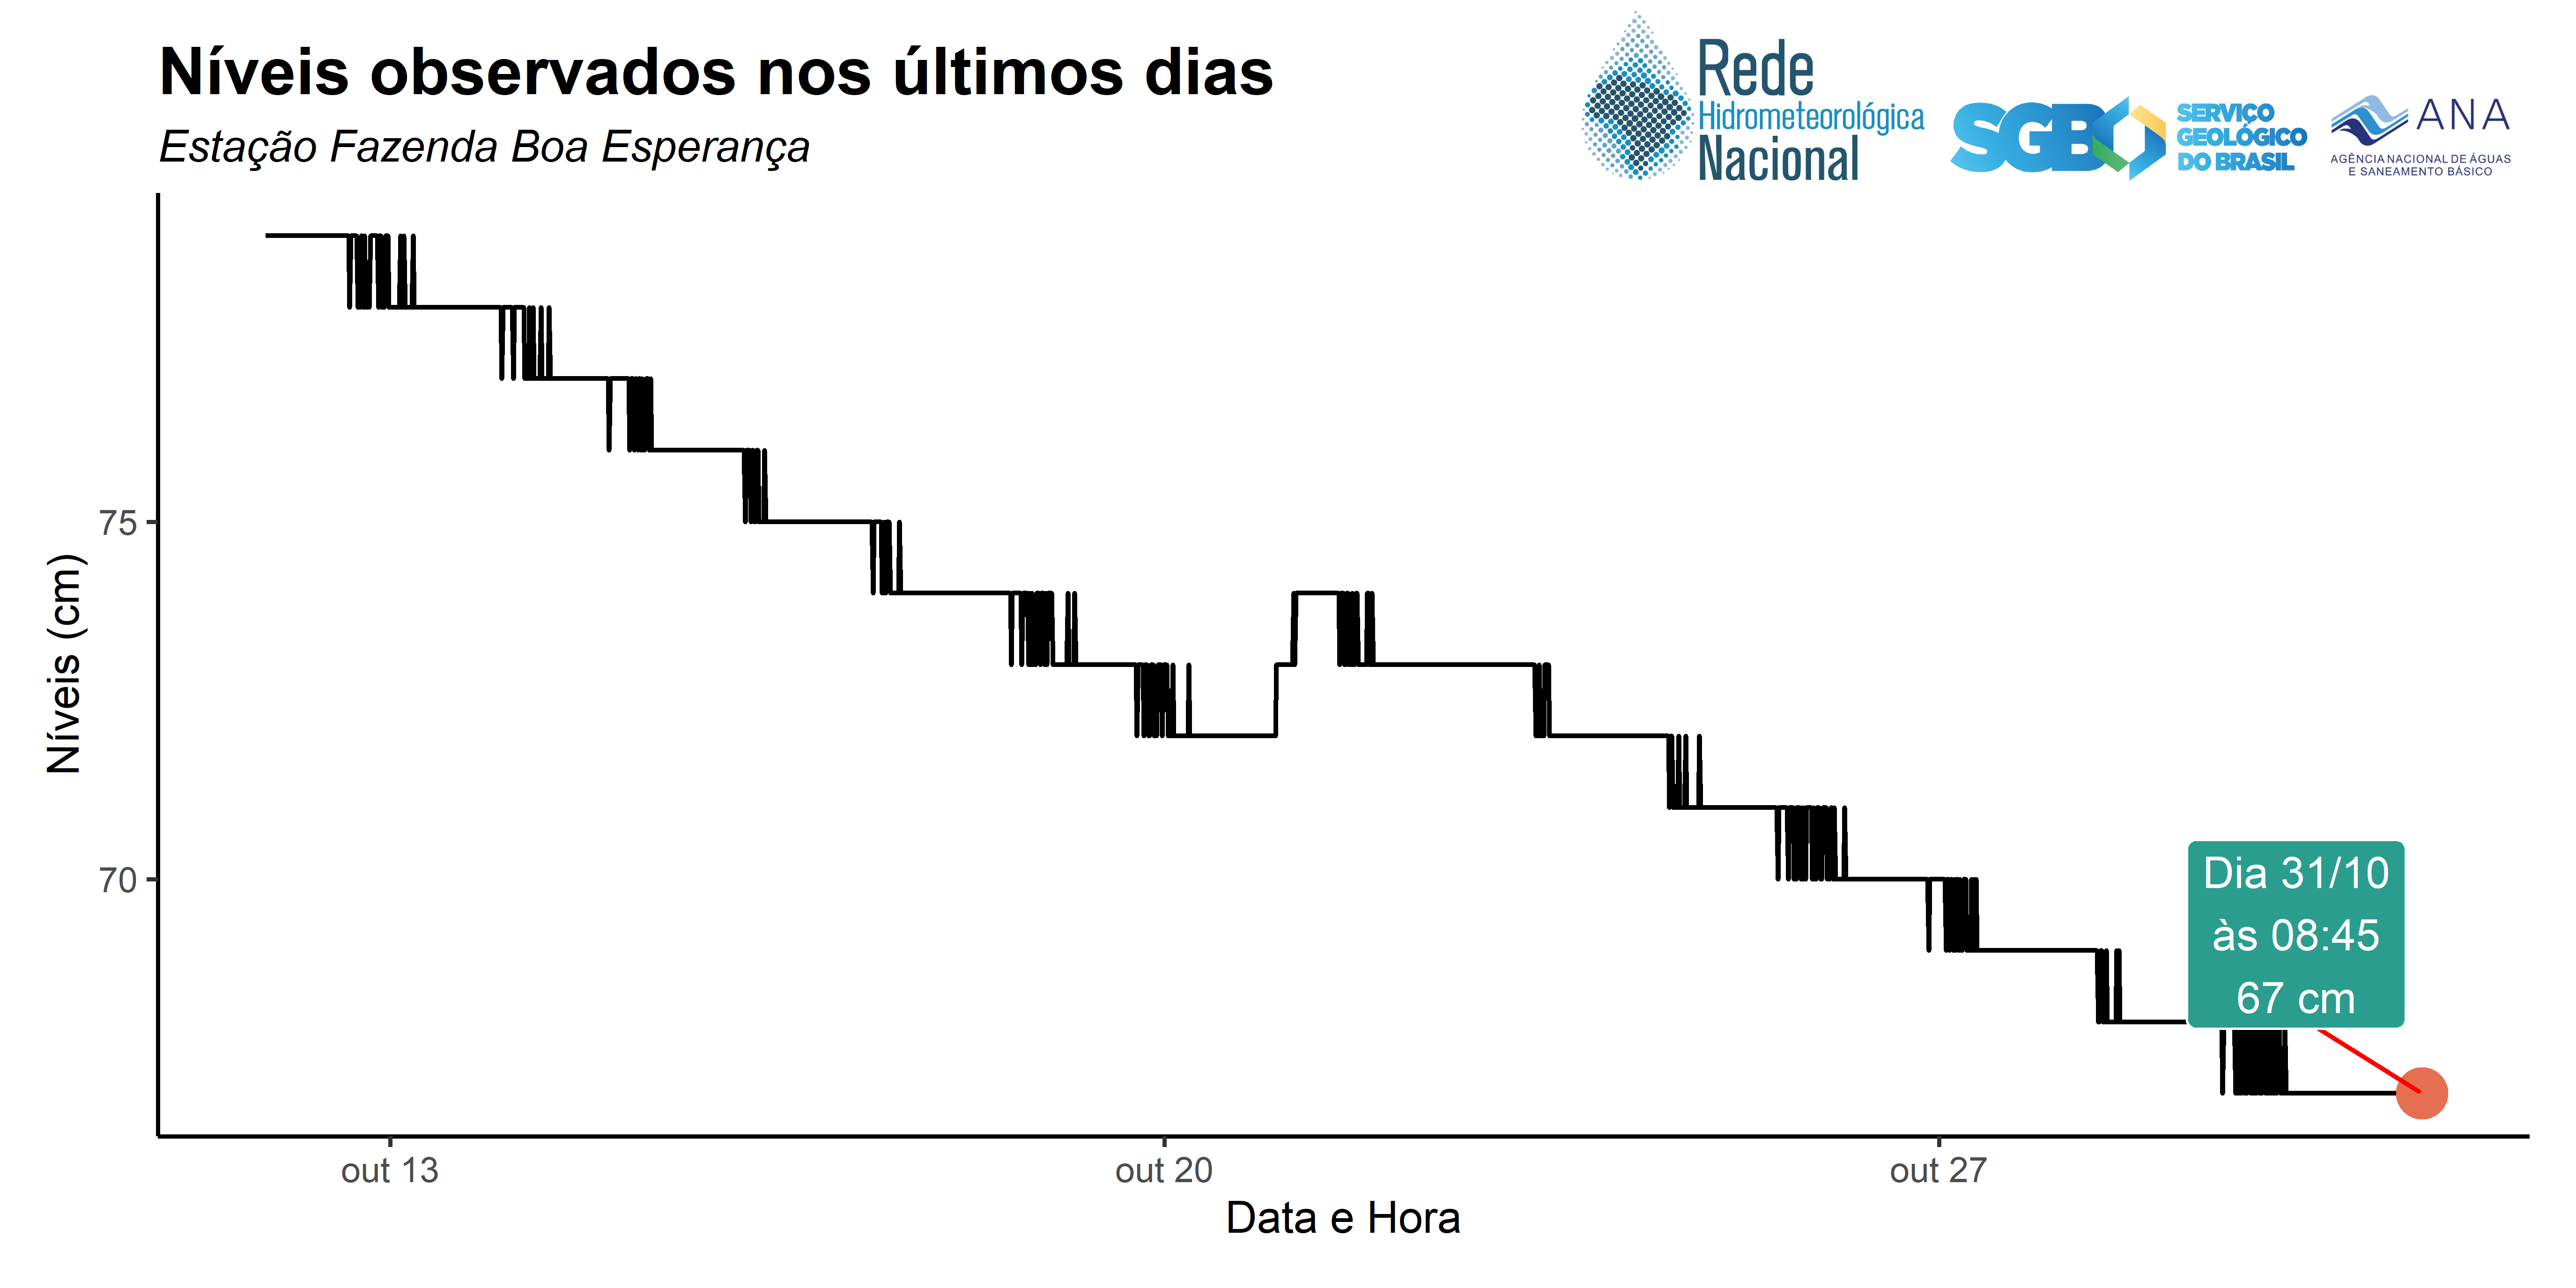 Níveis observados nos últimos dias
Estação Fazenda Boa Esperança
Rede
Hidrometeorológica
Nacional
SGB
SERVIÇO
GEOLÓGICO
DO BRASIL
ANA
AGÊNCIA NACIONAL DE ÁGUAS
E SANEAMENTO BÁSICO
Níveis (cm)
75
70
Dia 31/10
às 08:45
67 cm
out 13
out 20
out 27
Data e Hora